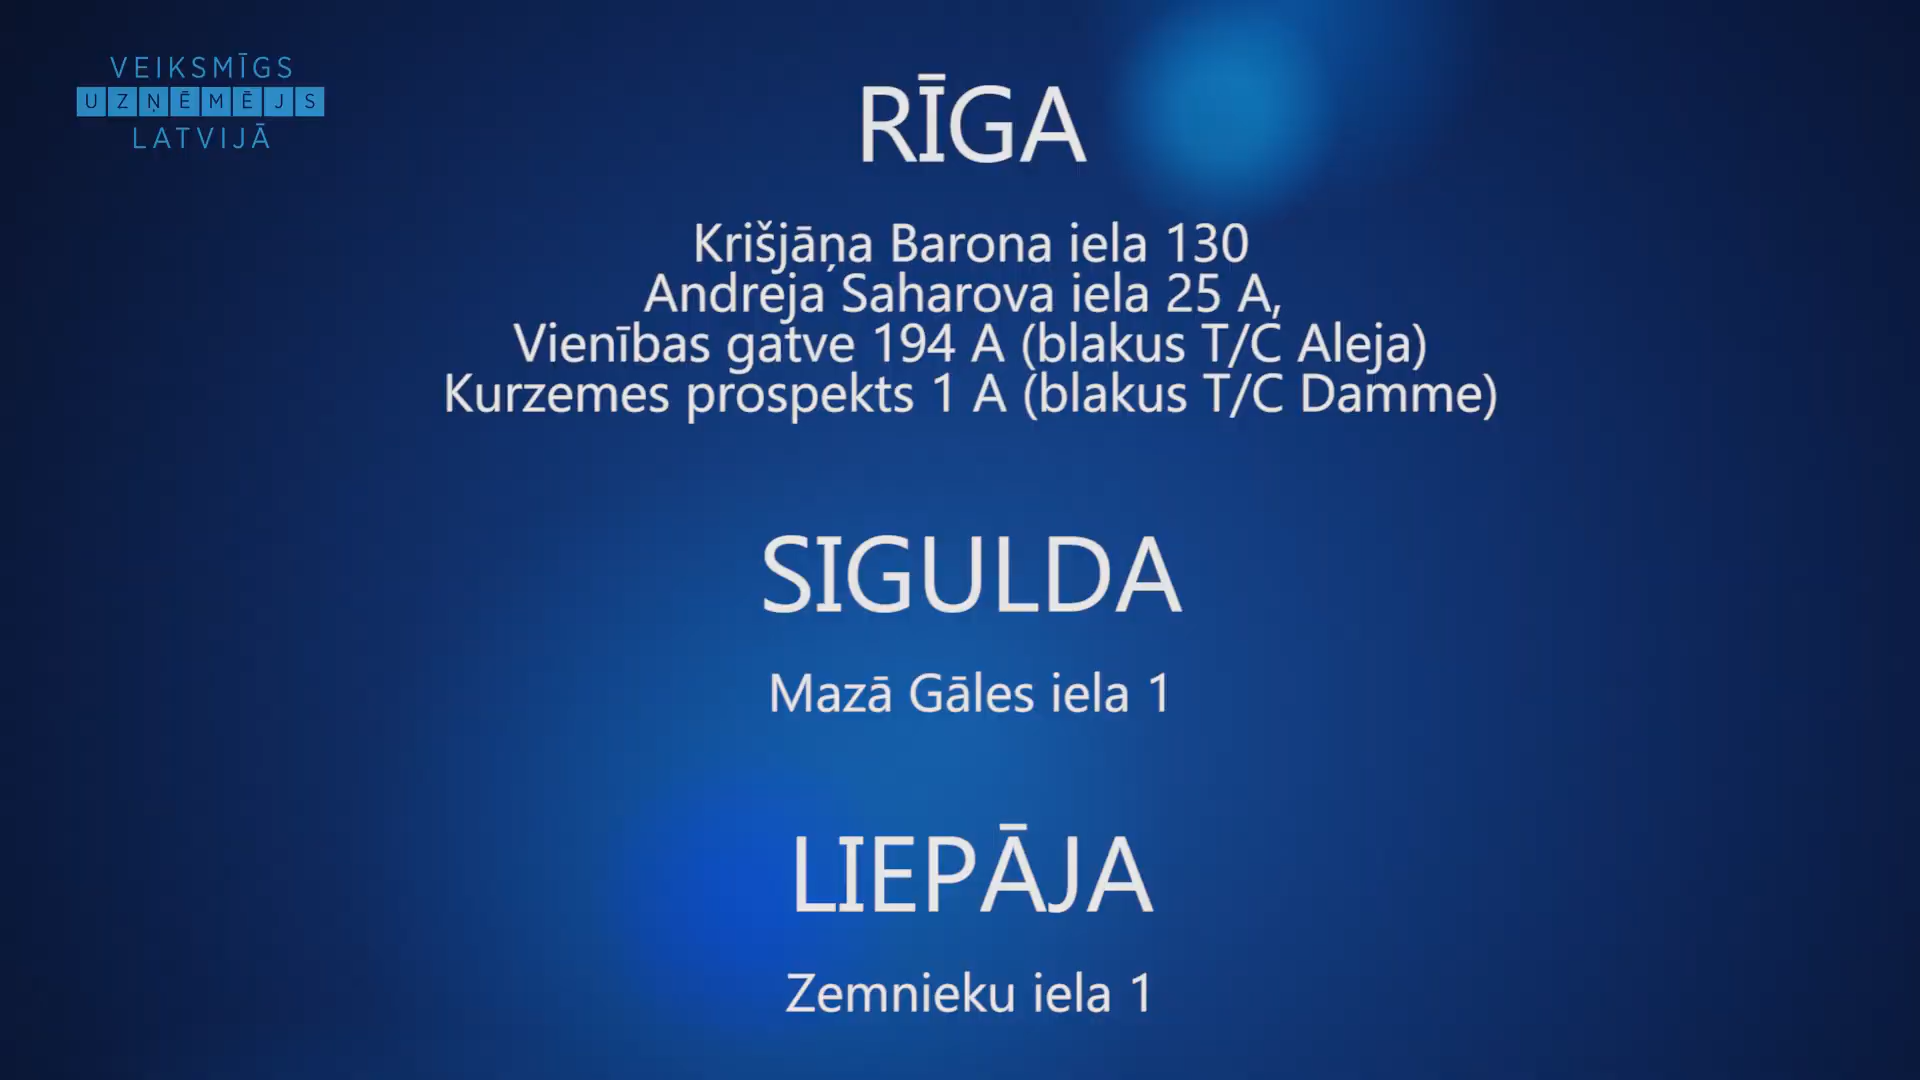 VEIKSMĪGS
UZŅĒMĒJS
LATVIJĀ
RĪGA
Krišjāņa Barona iela 130
Andreja Saharova iela 25 A,
Vienības gatve 194 A (blakus T/C Aleja)
Kurzemes prospekts 1 A (blakus T/C Damme)
SIGULDA
Mazā Gāles iela 1
LIEPĀJA
Zemnieku iela 1